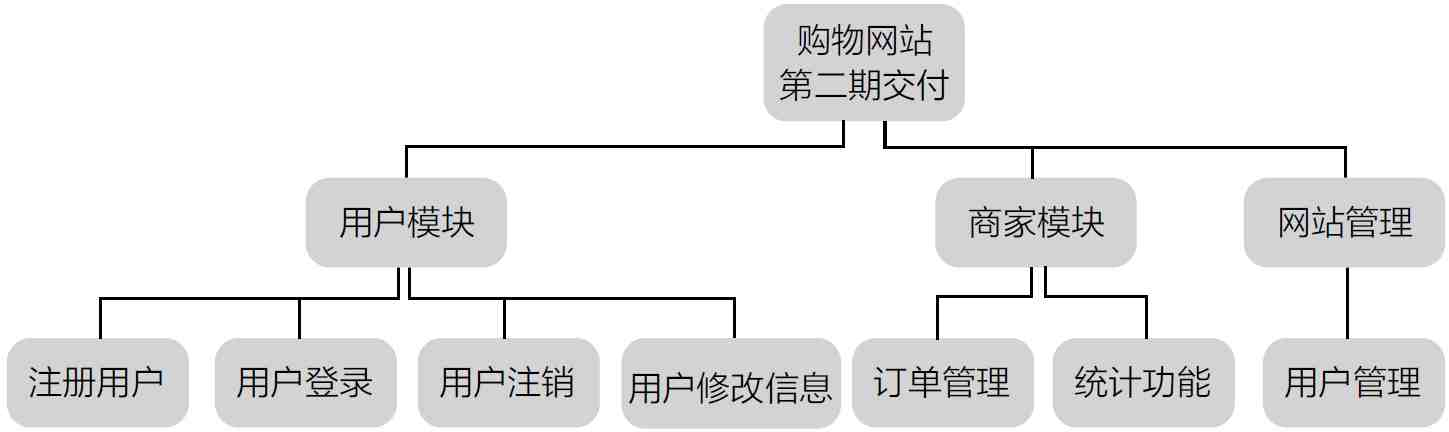 购物网站
第二期交付
用户模块
商家模块
网站管理
注册用户
用户登录
用户注销
用户修改信息
订单管理
统计功能
用户管理